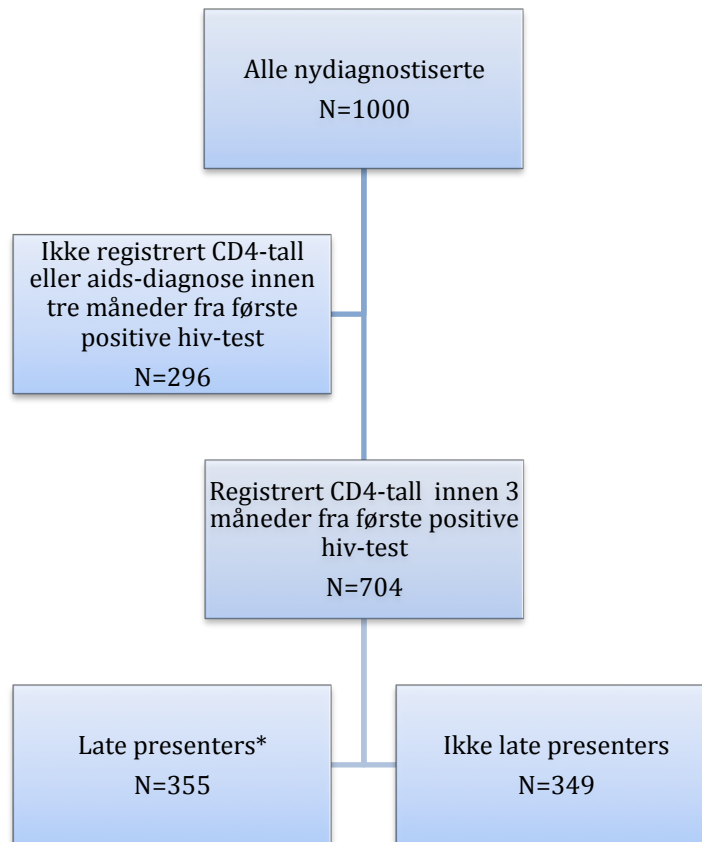 Alle nydiagnostiserte
N=1000
Ikke registrert CD4-tall
eller aids-diagnose innen
tre måneder fra første
positive hiv-test
N=296
Registrert CD4-tall innen 3
måneder fra første positive
hiv-test
N=704
Late presenters*
N=355
Ikke late presenters
N=349